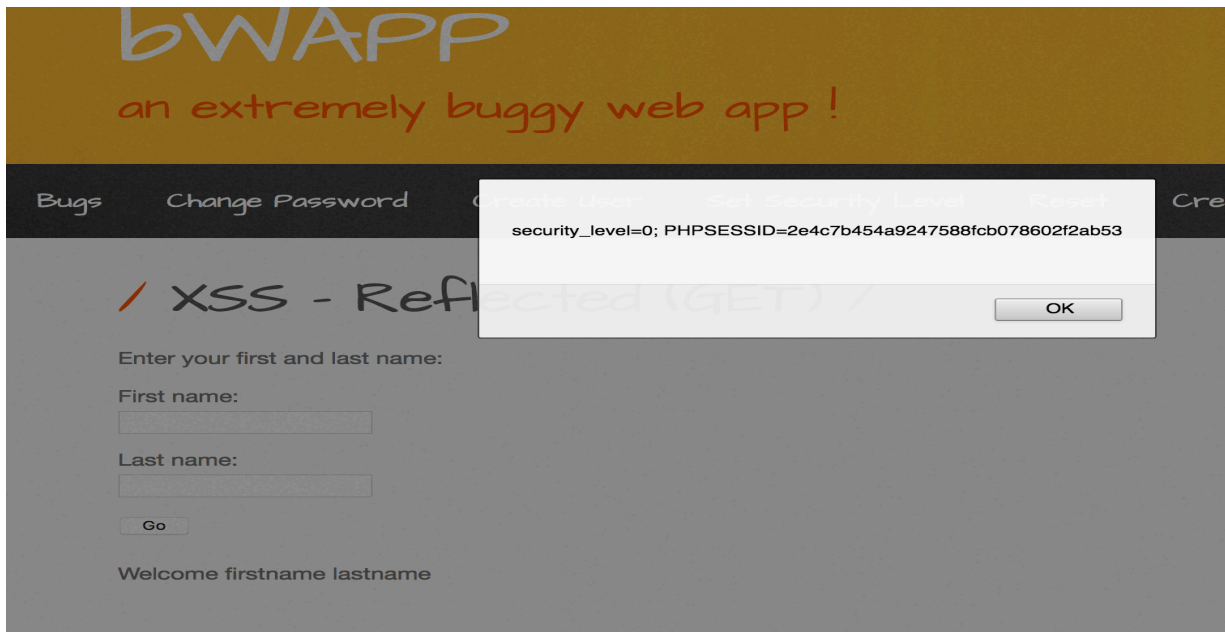 bWAPP
an extremely buggy web app !
Bugs Change Password Create User Set Security Level Reset Cre
security_level=0; PHPSESSID=2e4c7b454a9247588fcb078602f2ab53
OK
/ XSS - Reflected (GET) /
Enter your first and last name:
First name:
Last name:
Go
Welcome firstname lastname